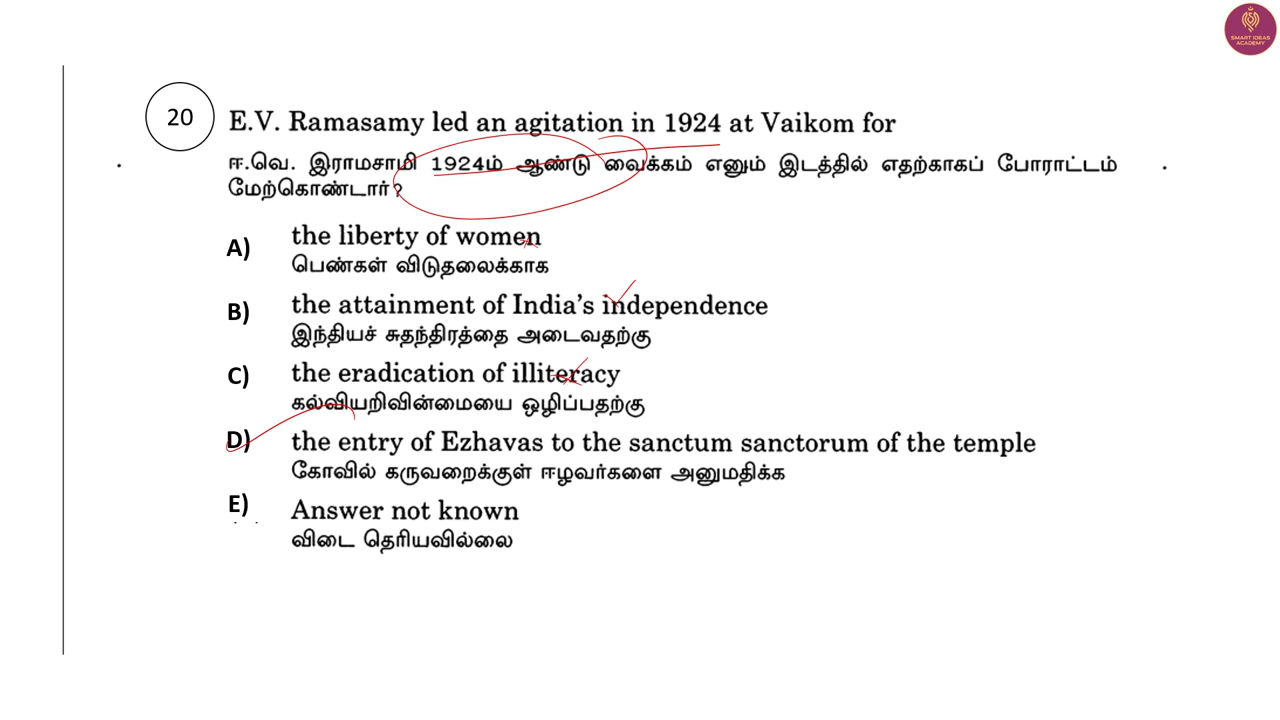 SMART IDEAS
ACADEMY
20
E.V. Ramasamy led an agitation in 1924 at Vaikom for
ஈ.வெ. இராமசாமி 1924ம் ஆண்டு வைக்கம் எனும் இடத்தில் எதற்காகப் போராட்டம்
மேற்கொண்டார்?
A) the liberty of women
பெண்கள் விடுதலைக்காக
B) the attainment of India's independence
இந்தியச் சுதந்திரத்தை அடைவதற்கு
C) the eradication of illiteracy
கல்வியறிவின்மையை ஒழிப்பதற்கு
D) the entry of Ezhavas to the sanctum sanctorum of the temple
கோவில் கருவறைக்குள் ஈழவர்களை அனுமதிக்க
E) Answer not known
விடை தெரியவில்லை